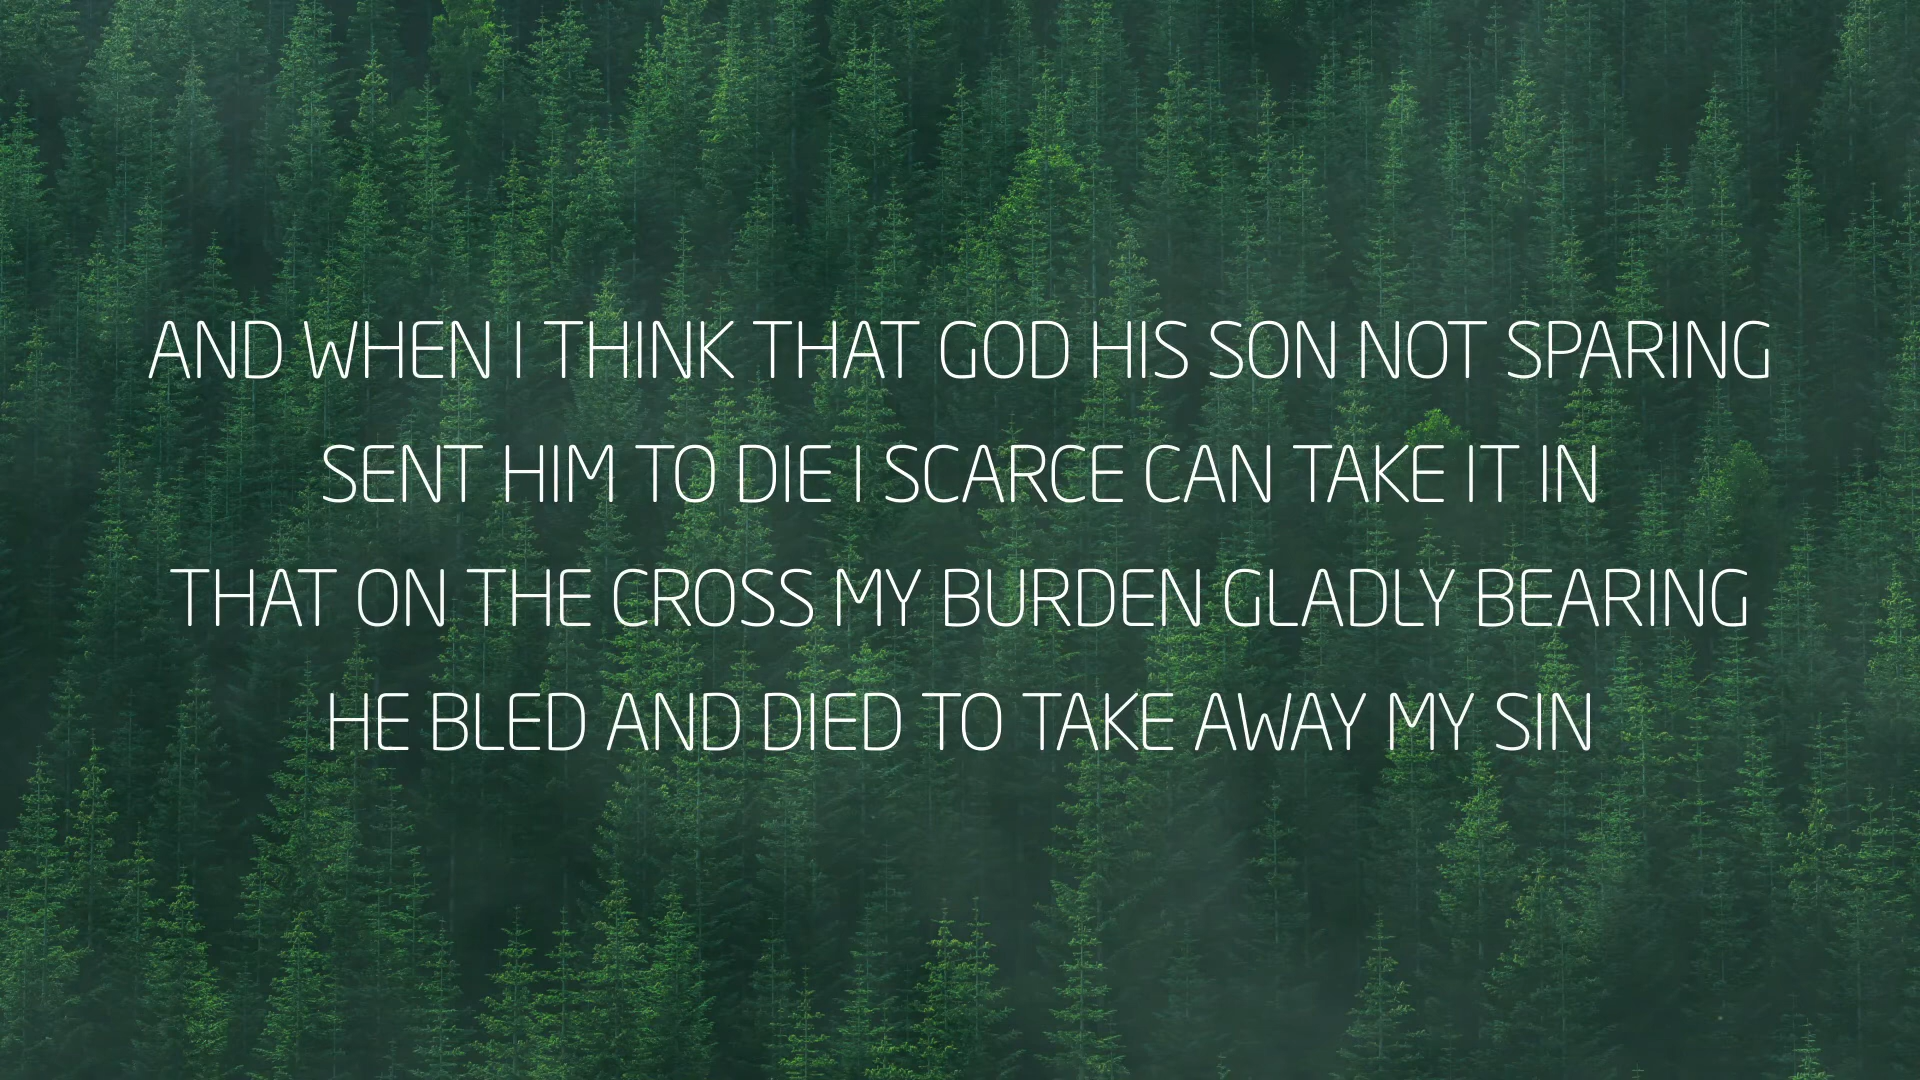 AND WHEN I THINK THAT GOD HIS SON NOT SPARING
SENT HIM TO DIE I SCARCE CAN TAKE IT IN
THAT ON THE CROSS MY BURDEN GLADLY BEARING
HE BLED AND DIED TO TAKE AWAY MY SIN